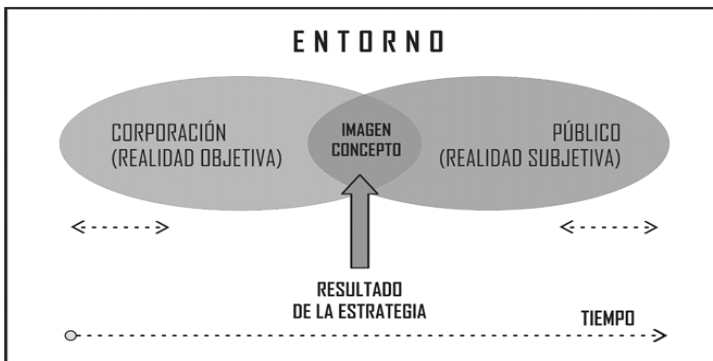 ENTORNO
CORPORACIÓN
(REALIDAD OBJETIVA)
IMAGEN
CONCEPTO
PÚBLICO
(REALIDAD SUBJETIVA)
RESULTADO
DE LA ESTRATEGIA
TIEMPO